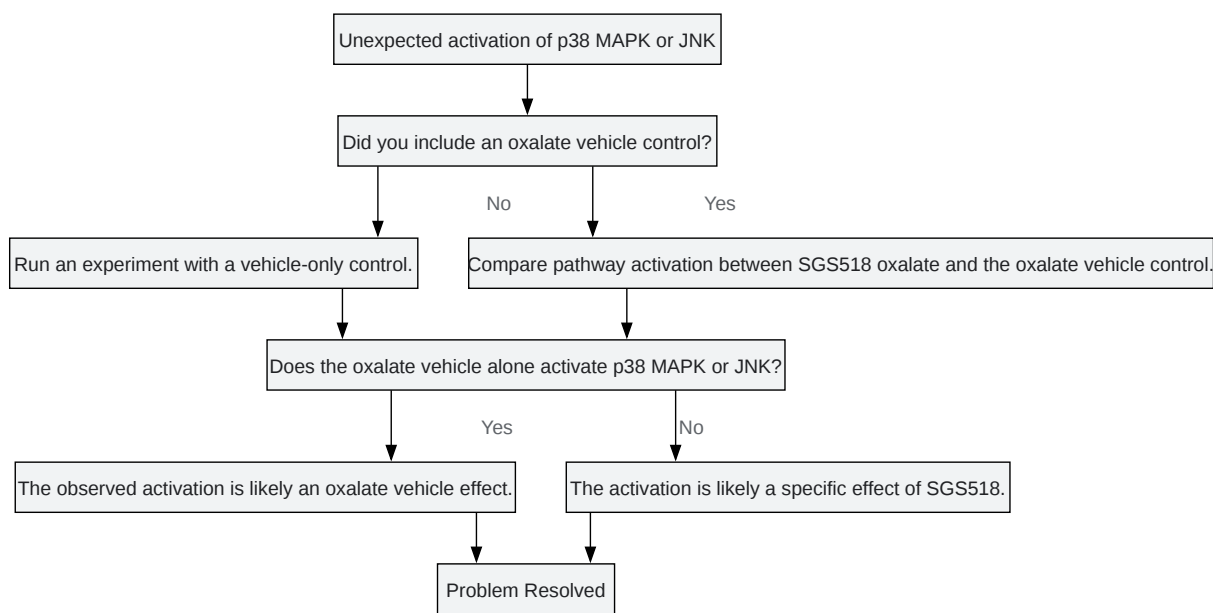 Unexpected activation of p38 MAPK or JNK
Did you include an oxalate vehicle control?
No
Yes
Run an experiment with a vehicle-only control.
Compare pathway activation between SGS518 oxalate and the oxalate vehicle control.
Does the oxalate vehicle alone activate p38 MAPK or JNK?
Yes
No
The observed activation is likely an oxalate vehicle effect.
The activation is likely a specific effect of SGS518.
Problem Resolved